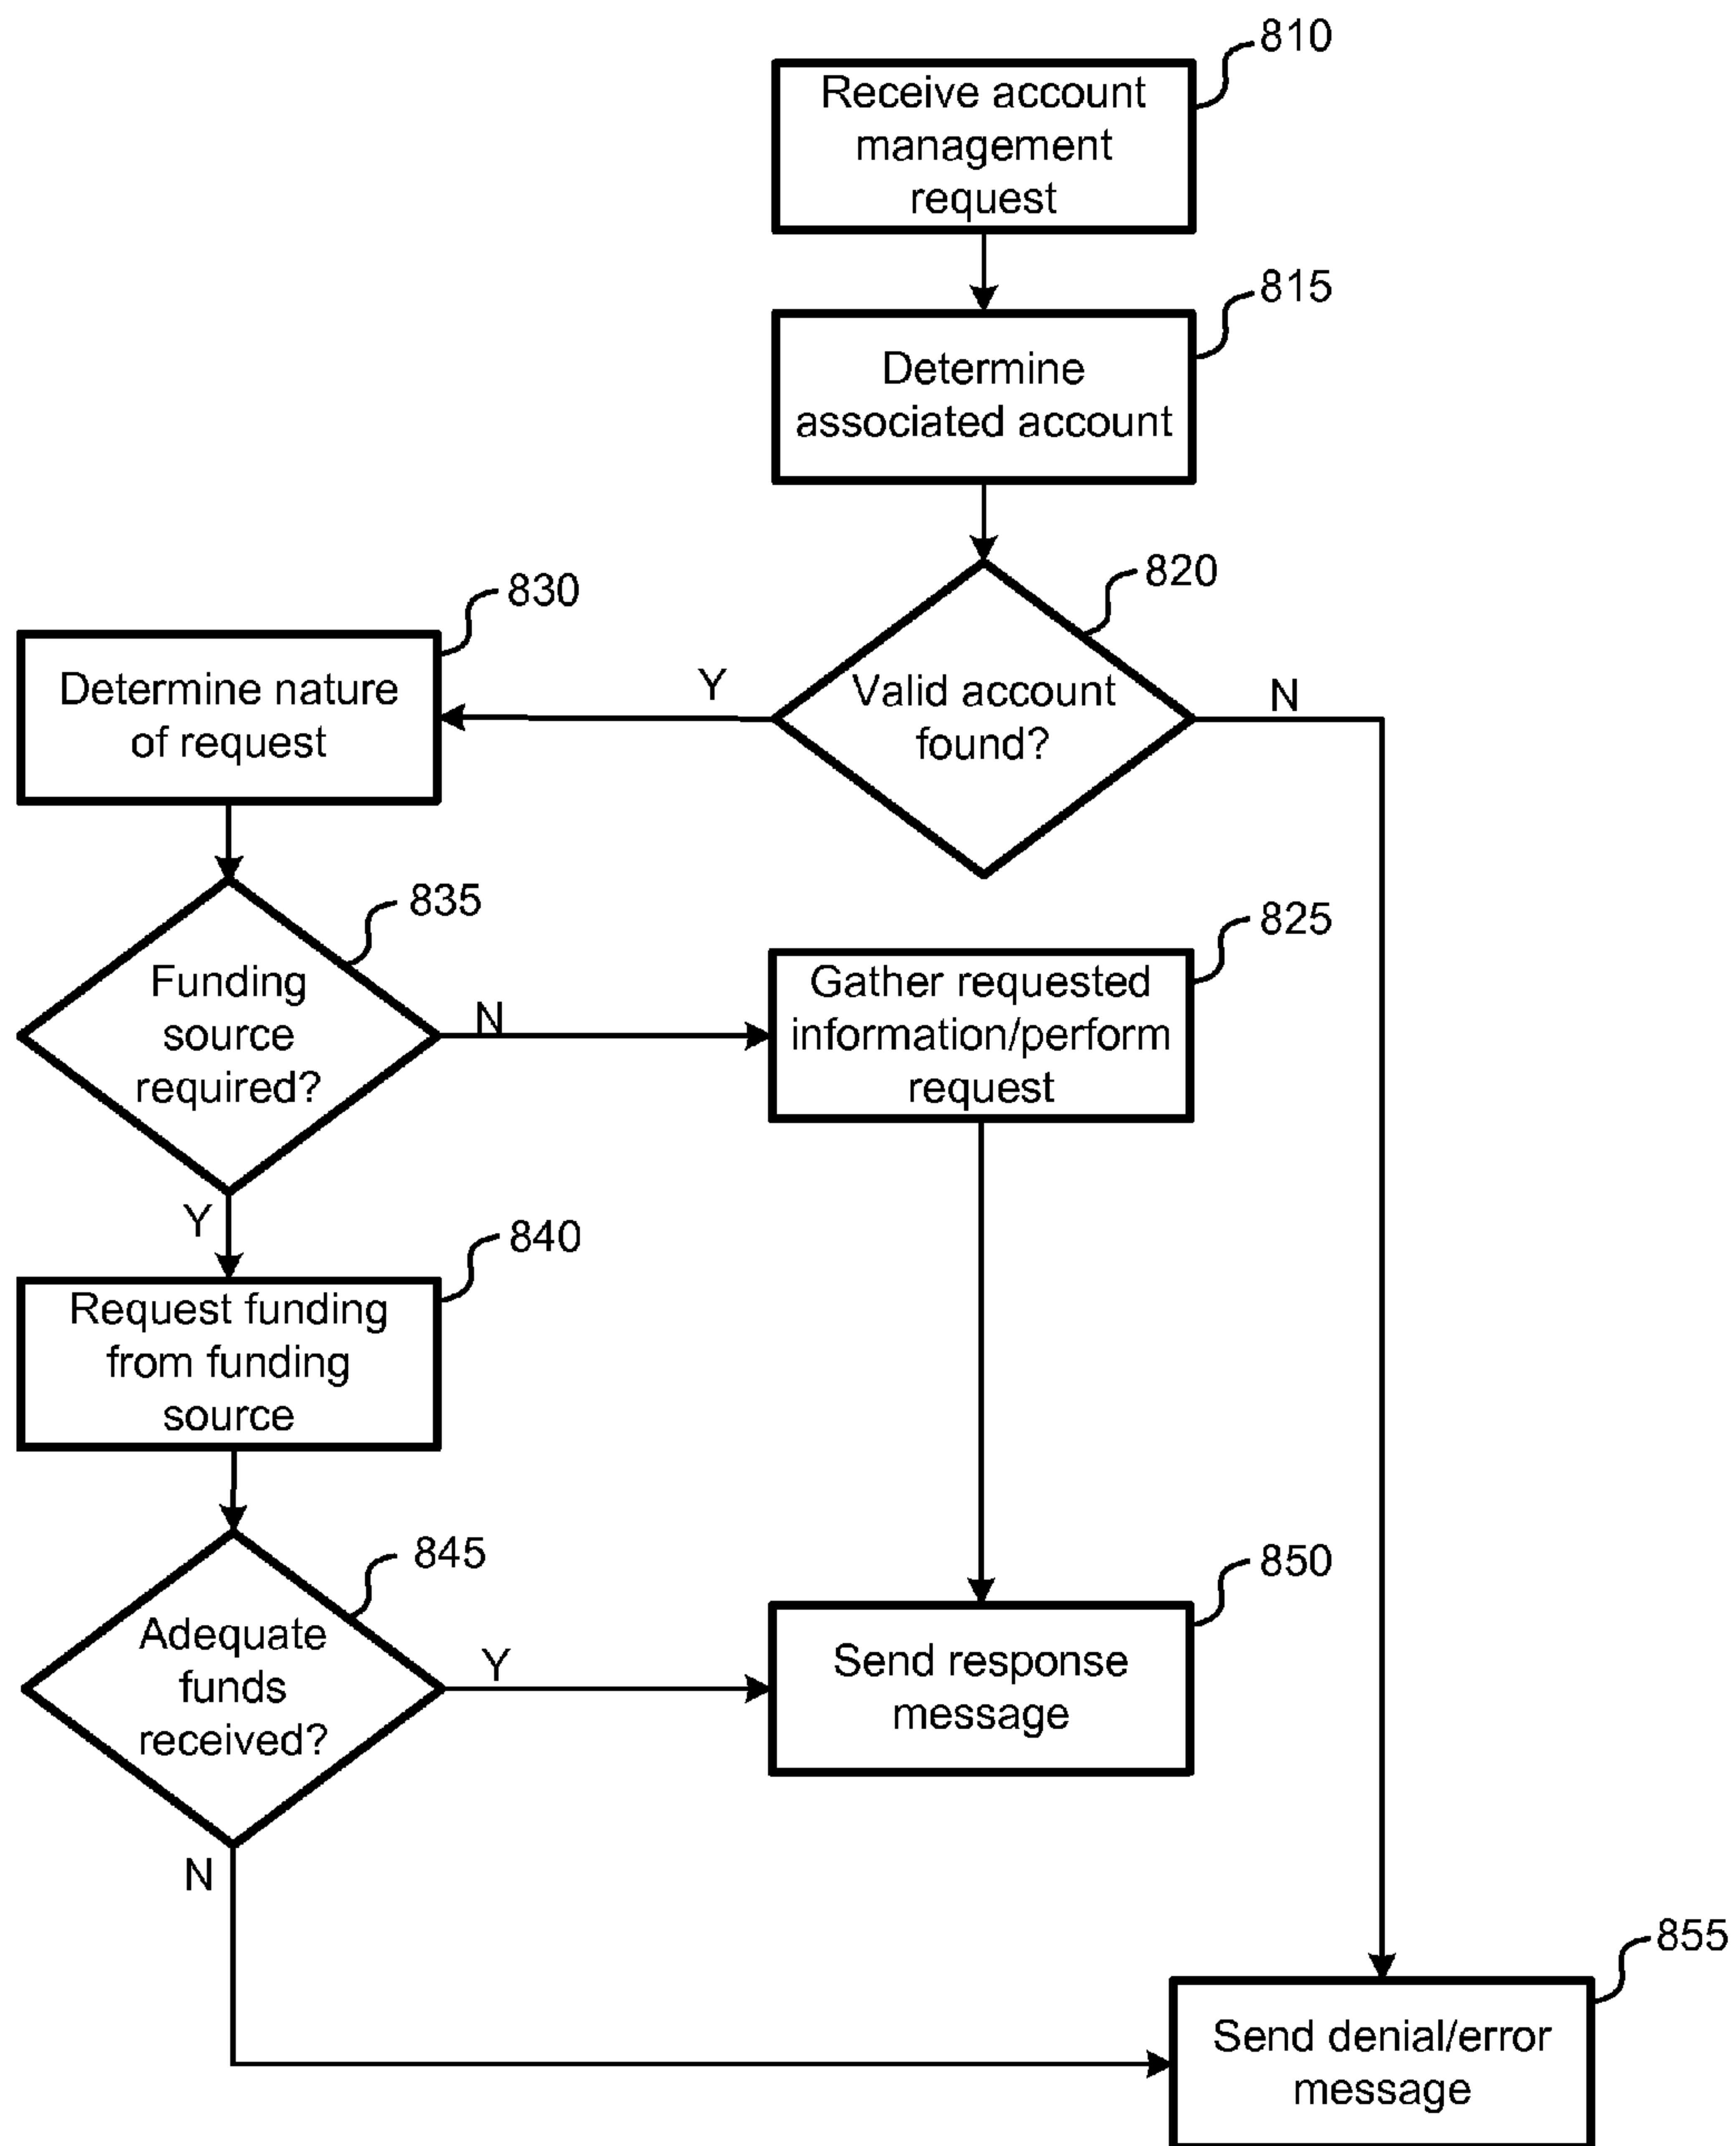 810
Receive account
management
request
815
Determine
associated account
820
Valid account
found?
Y
N
830
Determine nature
of request
835
Funding
source
required?
N
Y
825
Gather requested
information/perform
request
840
Request funding
from funding
source
845
Adequate
funds
received?
Y
N
850
Send response
message
855
Send denial/error
message